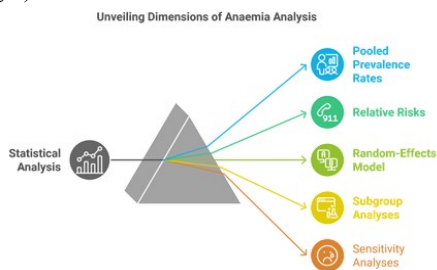 Unveiling Dimensions of Anaemia Analysis
Pooled
Prevalence
Rates
911
Relative Risks
Statistical
Analysis
Random-Effects
Model
Subgroup
Analyses
Sensitivity
Analyses